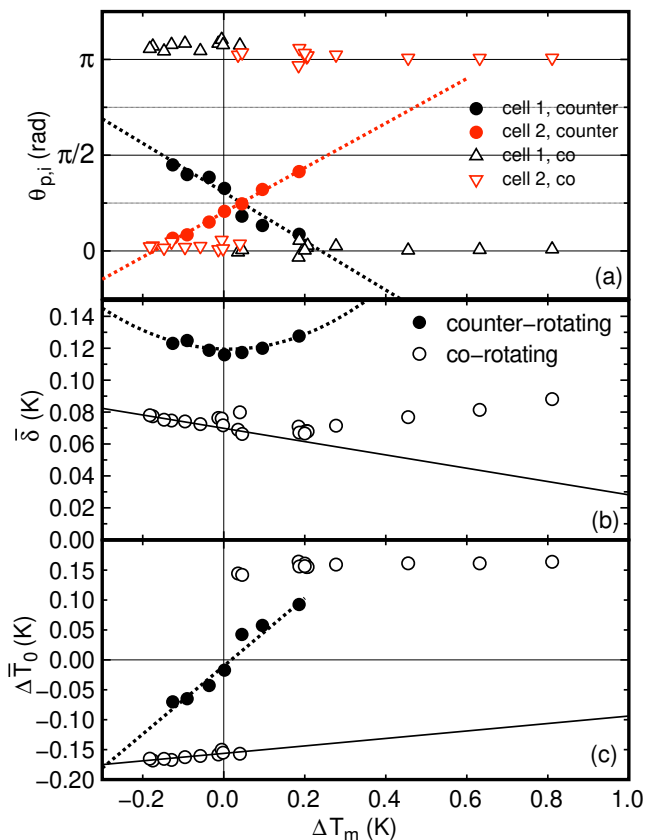 π
π/2
0
θp,i (rad)
cell 1, counter
cell 2, counter
cell 1, co
cell 2, co
(a)
0.14
0.12
0.10
0.08
0.06
0.04
0.02
0.00
δ̅ (K)
counter−rotating
co−rotating
(b)
0.15
0.10
0.05
0.00
−0.05
−0.10
−0.15
−0.20
ΔT̅0 (K)
(c)
−0.2 0.0 0.2 0.4 0.6 0.8 1.0
ΔTm (K)